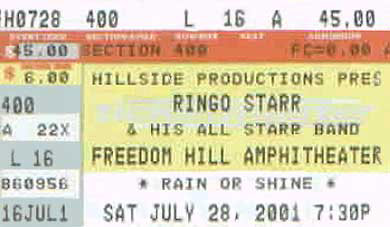 H0728 400 L 16 A 45.00
$45.00 SECTION 400 FC=0.00 A
$ 6.00 HILLSIDE PRODUCTIONS PRES
400 RINGO STARR
A 22X & HIS ALL STARR BAND
L 16 FREEDOM HILL AMPHITHEATER
860956 * RAIN OR SHINE *
16JUL1 SAT JULY 28, 2001 7:30P